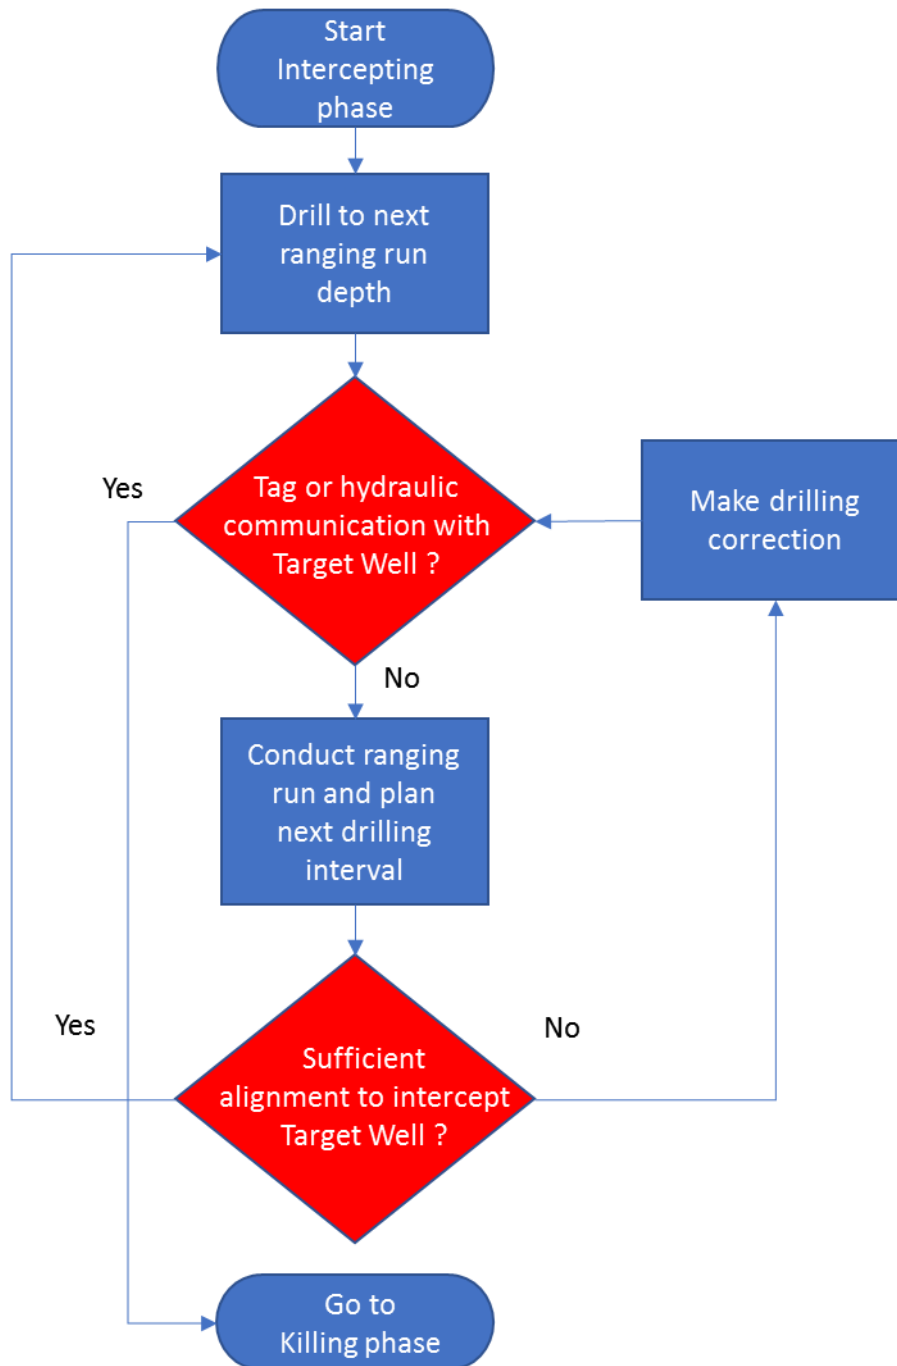 Start
Intercepting
phase
Drill to next
ranging run
depth
Yes
Tag or hydraulic
communication with
Target Well ?
Make drilling
correction
No
Conduct ranging
run and plan
next drilling
interval
Yes
No
Sufficient
alignment to intercept
Target Well ?
Go to
Killing phase